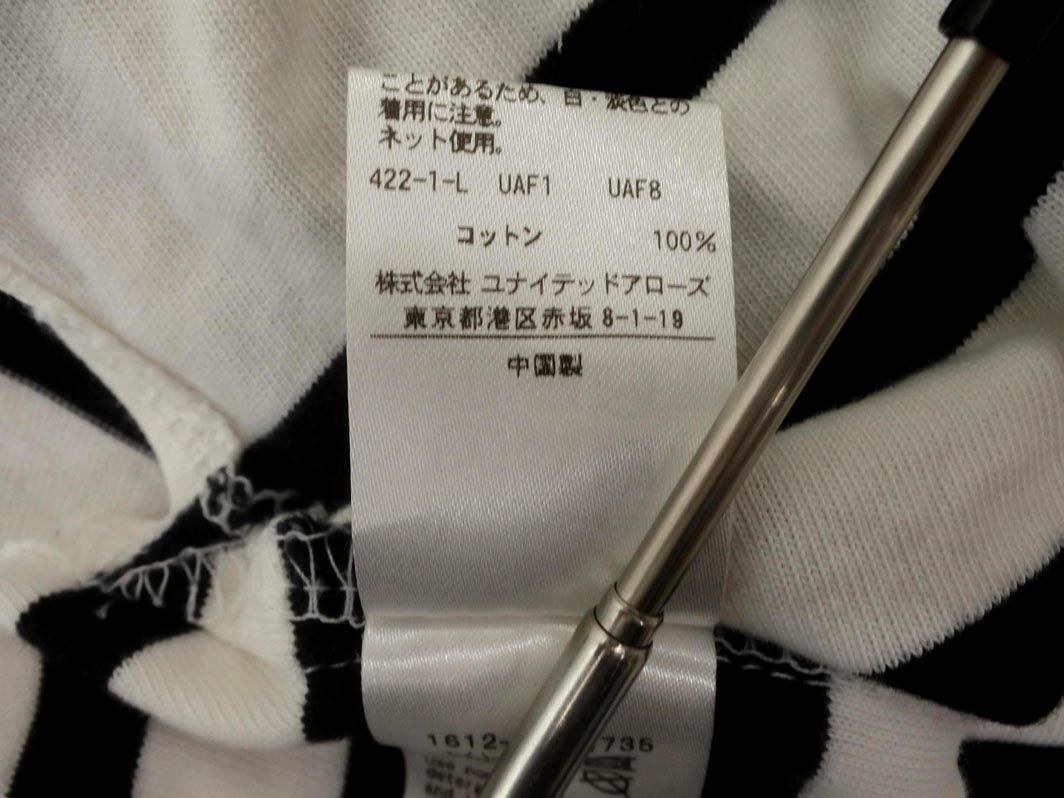 ことがあるため、白・淡色との
着用に注意。
ネット使用。
422-1-L UAF1 UAF8
コットン 100%
株式会社 ユナイテッドアローズ
東京都港区赤坂 8-1-19
中国製
1612- 735